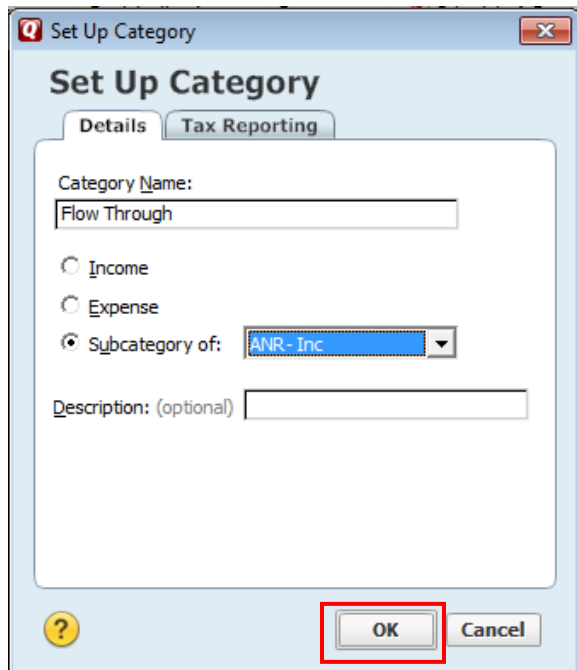 Set Up Category
Set Up Category
Details Tax Reporting
Category Name:
Flow Through
Income
Expense
Subcategory of: ANR- Inc
Description: (optional)
? OK Cancel